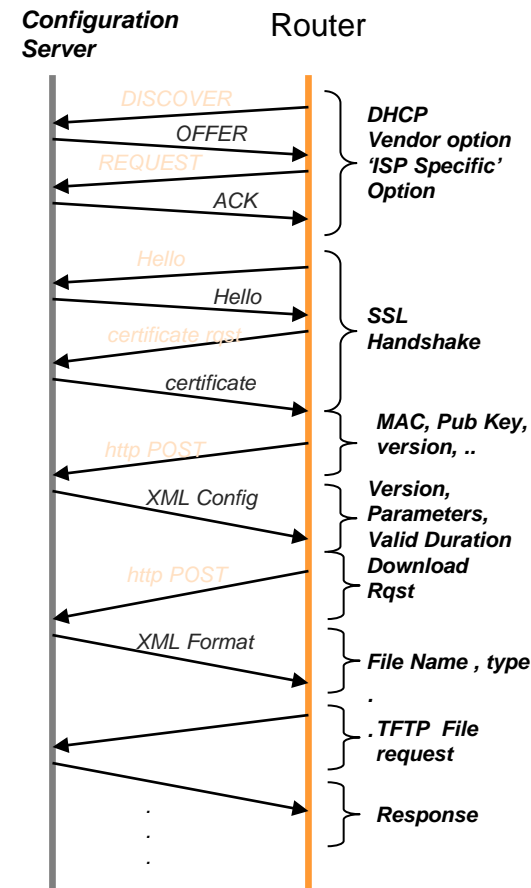 Configuration
Server
Router
DISCOVER
OFFER
REQUEST
ACK
DHCP
Vendor option
‘ISP Specific’
Option
Hello
Hello
certificate rqst
certificate
SSL
Handshake
http POST
MAC, Pub Key,
version, ..
XML Config
Version,
Parameters,
Valid Duration
http POST
Download
Rqst
XML Format
File Name , type
.
. TFTP File
request
Response
.
.
.